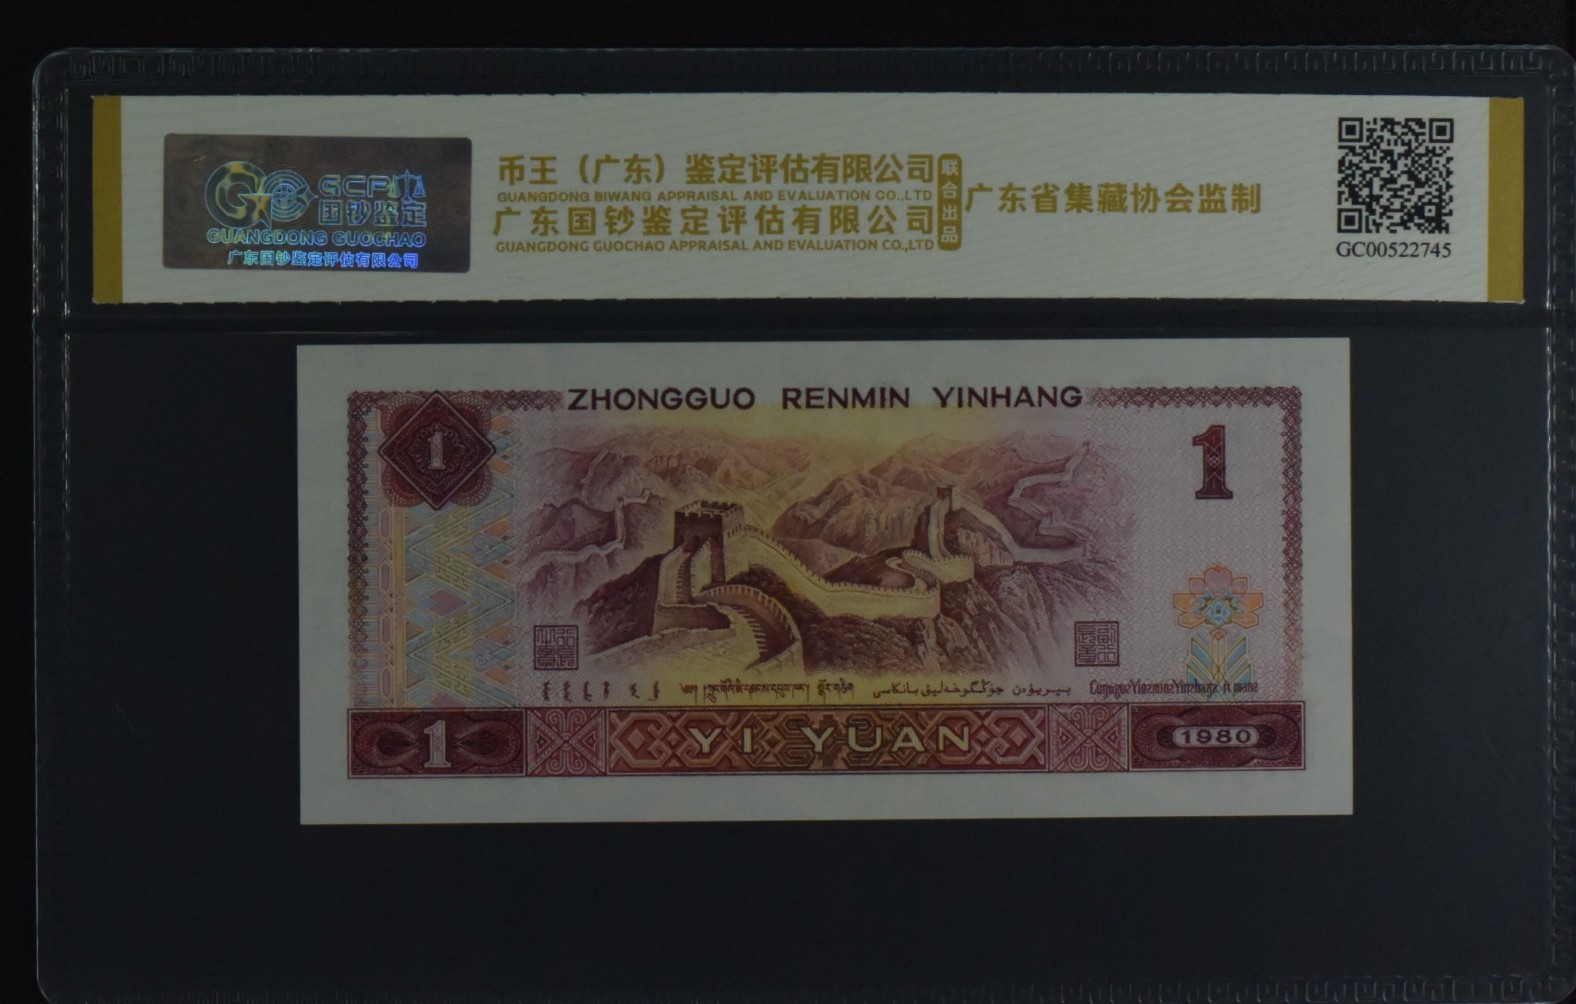 GCP
国钞鉴定
GUANGDONG GUOCHAO
广东国钞鉴定评估有限公司
币王（广东）鉴定评估有限公司
GUANGDONG BIWANG APPRAISAL AND EVALUATION CO.,LTD
广东国钞鉴定评估有限公司
GUANGDONG GUOCHAO APPRAISAL AND EVALUATION CO.,LTD
联合出品
广东省集藏协会监制
GC00522745
ZHONGGUO RENMIN YINHANG
1
1
1
YI YUAN
1980